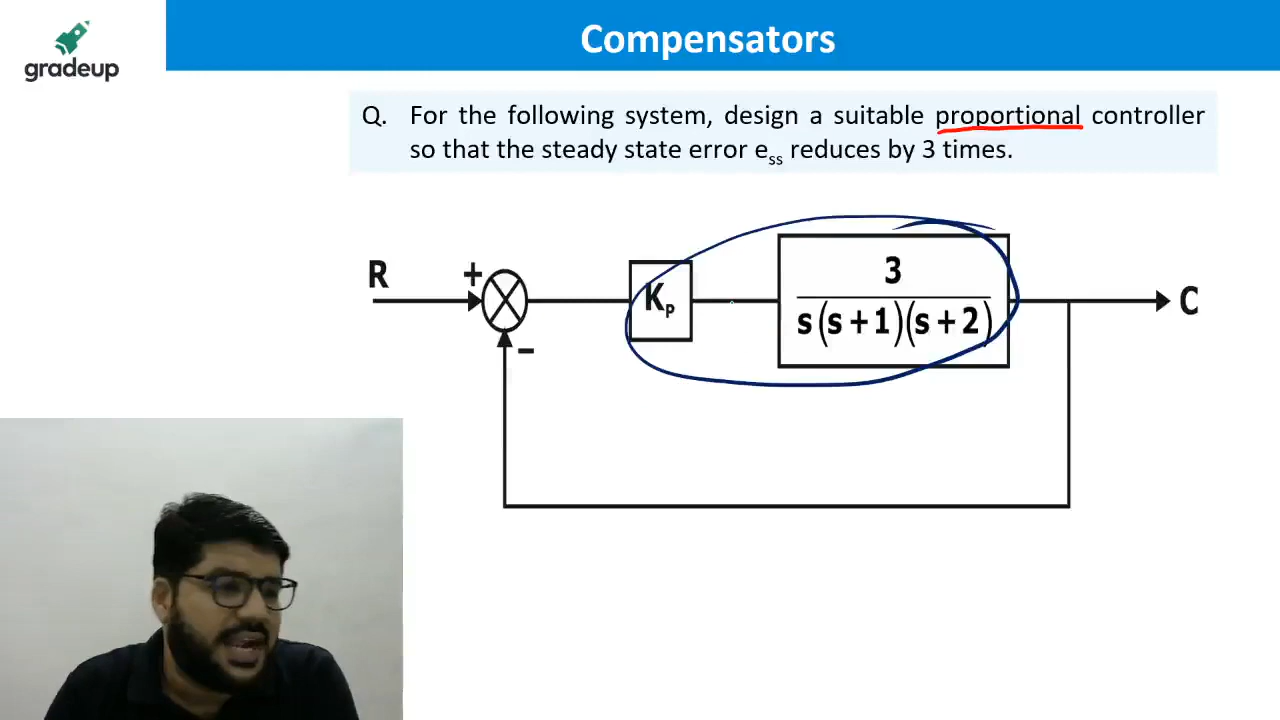 gradeup
Compensators
Q. For the following system, design a suitable proportional controller
so that the steady state error e_ss reduces by 3 times.
R
+
-
K_p
3
s(s+1)(s+2)
C